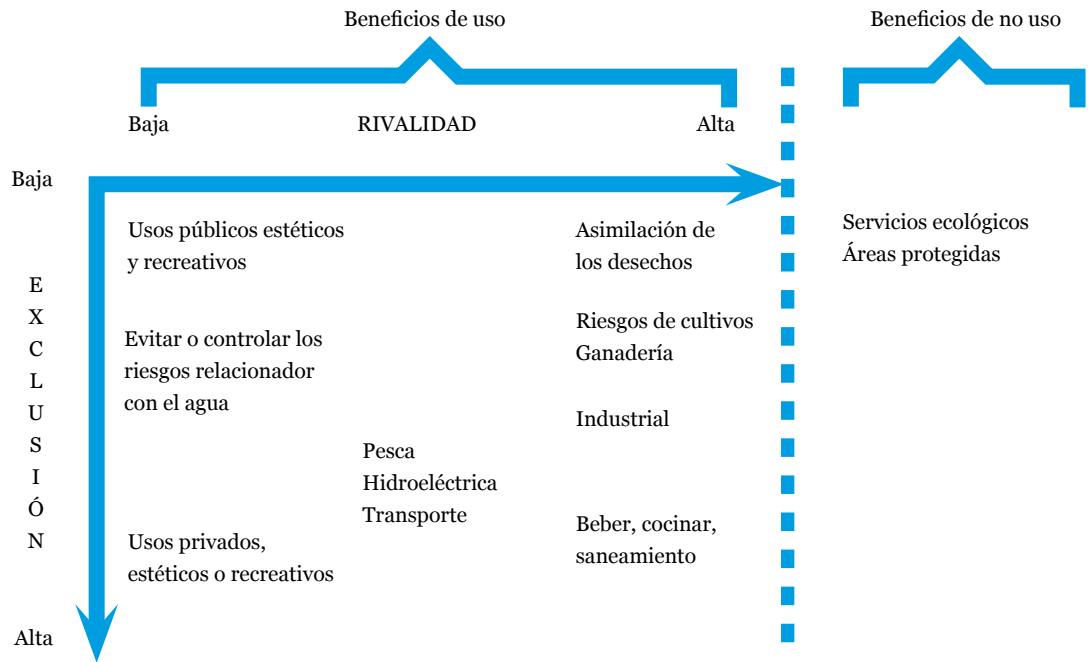 Beneficios de uso
Beneficios de no uso
Baja
RIVALIDAD
Alta
Baja
Usos públicos estéticos
y recreativos
Asimilación de
los desechos
Servicios ecológicos
Áreas protegidas
E
X
C
L
U
S
I
Ó
N
Evitar o controlar los
riesgos relacionador
con el agua
Riesgos de cultivos
Ganadería
Industrial
Pesca
Hidroeléctrica
Transporte
Usos privados,
estéticos o recreativos
Beber, cocinar,
saneamiento
Alta